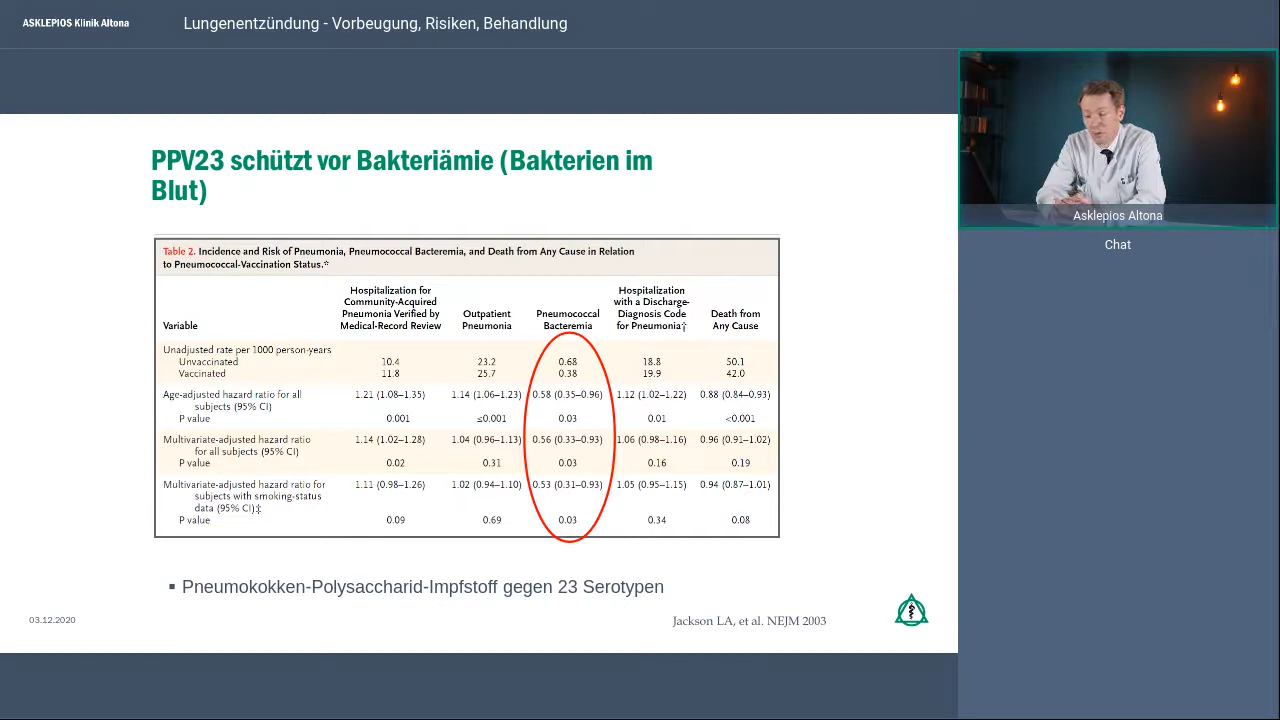 ASKLEPIOS Klinik Altona
Lungenentzündung - Vorbeugung, Risiken, Behandlung
PPV23 schützt vor Bakteriämie (Bakterien im
Blut)
Table 2. Incidence and Risk of Pneumonia, Pneumococcal Bacteremia, and Death from Any Cause in Relation
to Pneumococcal-Vaccination Status.*
Variable
Hospitalization for
Community-Acquired
Pneumonia Verified by
Medical-Record Review
Outpatient
Pneumonia
Pneumococcal
Bacteremia
Hospitalization
with a Discharge-
Diagnosis Code
for Pneumonia†
Death from
Any Cause
Unadjusted rate per 1000 person-years
Unvaccinated 10.4 23.2 0.68 18.8 50.1
Vaccinated 11.8 25.7 0.38 19.9 42.0
Age-adjusted hazard ratio for all 1.21 (1.08–1.35) 1.14 (1.06–1.23) 0.58 (0.35–0.96) 1.12 (1.02–1.22) 0.88 (0.84–0.93)
subjects (95% CI)
P value 0.001 ≤0.001 0.03 0.01 <0.001
Multivariate-adjusted hazard ratio 1.14 (1.02–1.28) 1.04 (0.96–1.13) 0.56 (0.33–0.93) 1.06 (0.98–1.16) 0.96 (0.91–1.02)
for all subjects (95% CI)
P value 0.02 0.31 0.03 0.16 0.19
Multivariate-adjusted hazard ratio for 1.11 (0.98–1.26) 1.02 (0.94–1.10) 0.53 (0.31–0.93) 1.05 (0.95–1.15) 0.94 (0.87–1.01)
subjects with smoking-status
data (95% CI)‡
P value 0.09 0.69 0.03 0.34 0.08
▪ Pneumokokken-Polysaccharid-Impfstoff gegen 23 Serotypen
03.12.2020
Jackson LA, et al. NEJM 2003
Asklepios Altona
Chat